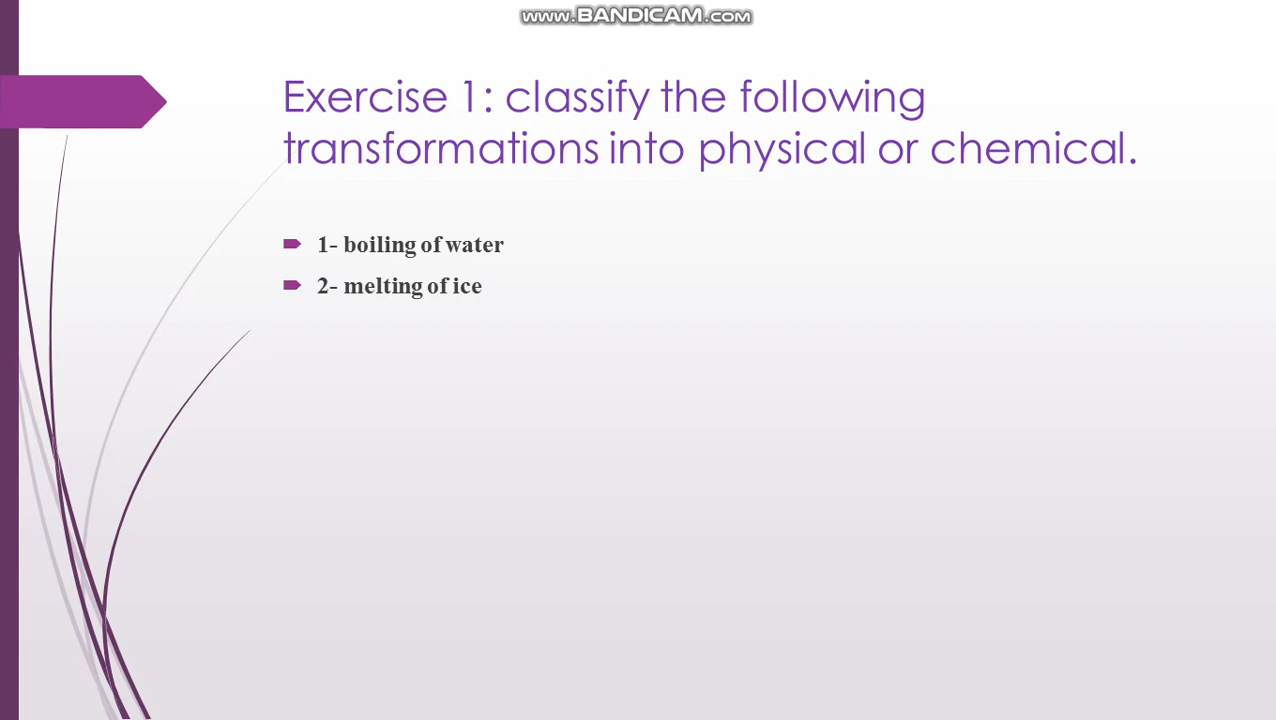 www.BANDICAM.com
Exercise 1: classify the following
transformations into physical or chemical.
1- boiling of water
2- melting of ice